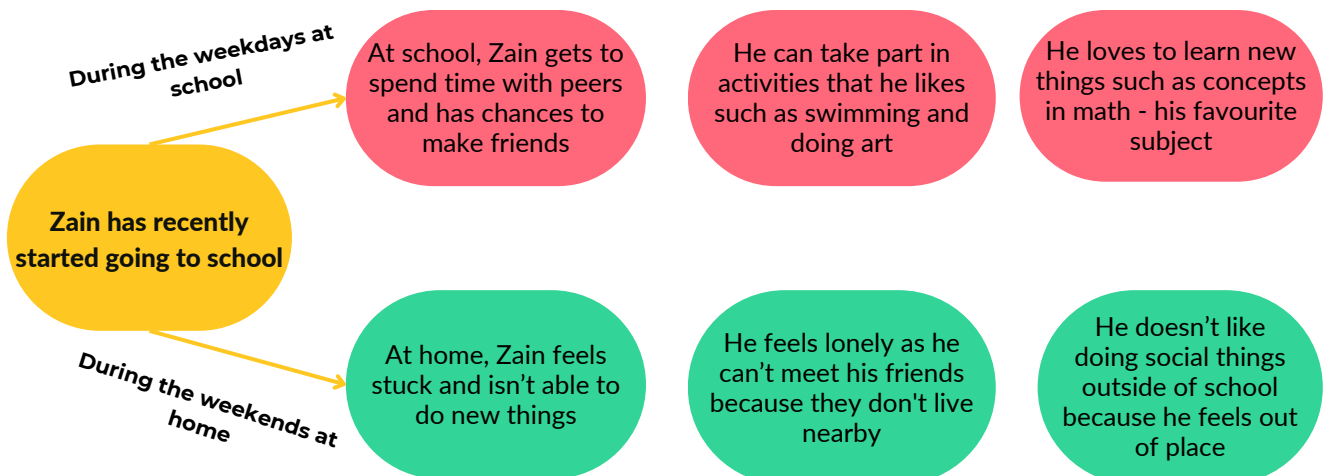 During the weekdays at
school
At school, Zain gets to
spend time with peers
and has chances to
make friends
He can take part in
activities that he likes
such as swimming and
doing art
He loves to learn new
things such as concepts
in math - his favourite
subject
Zain has recently
started going to school
During the weekends at
home
At home, Zain feels
stuck and isn’t able to
do new things
He feels lonely as he
can’t meet his friends
because they don't live
nearby
He doesn’t like
doing social things
outside of school
because he feels out
of place